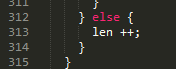 311 }
312 } else {
313 len ++;
314 }
315 }